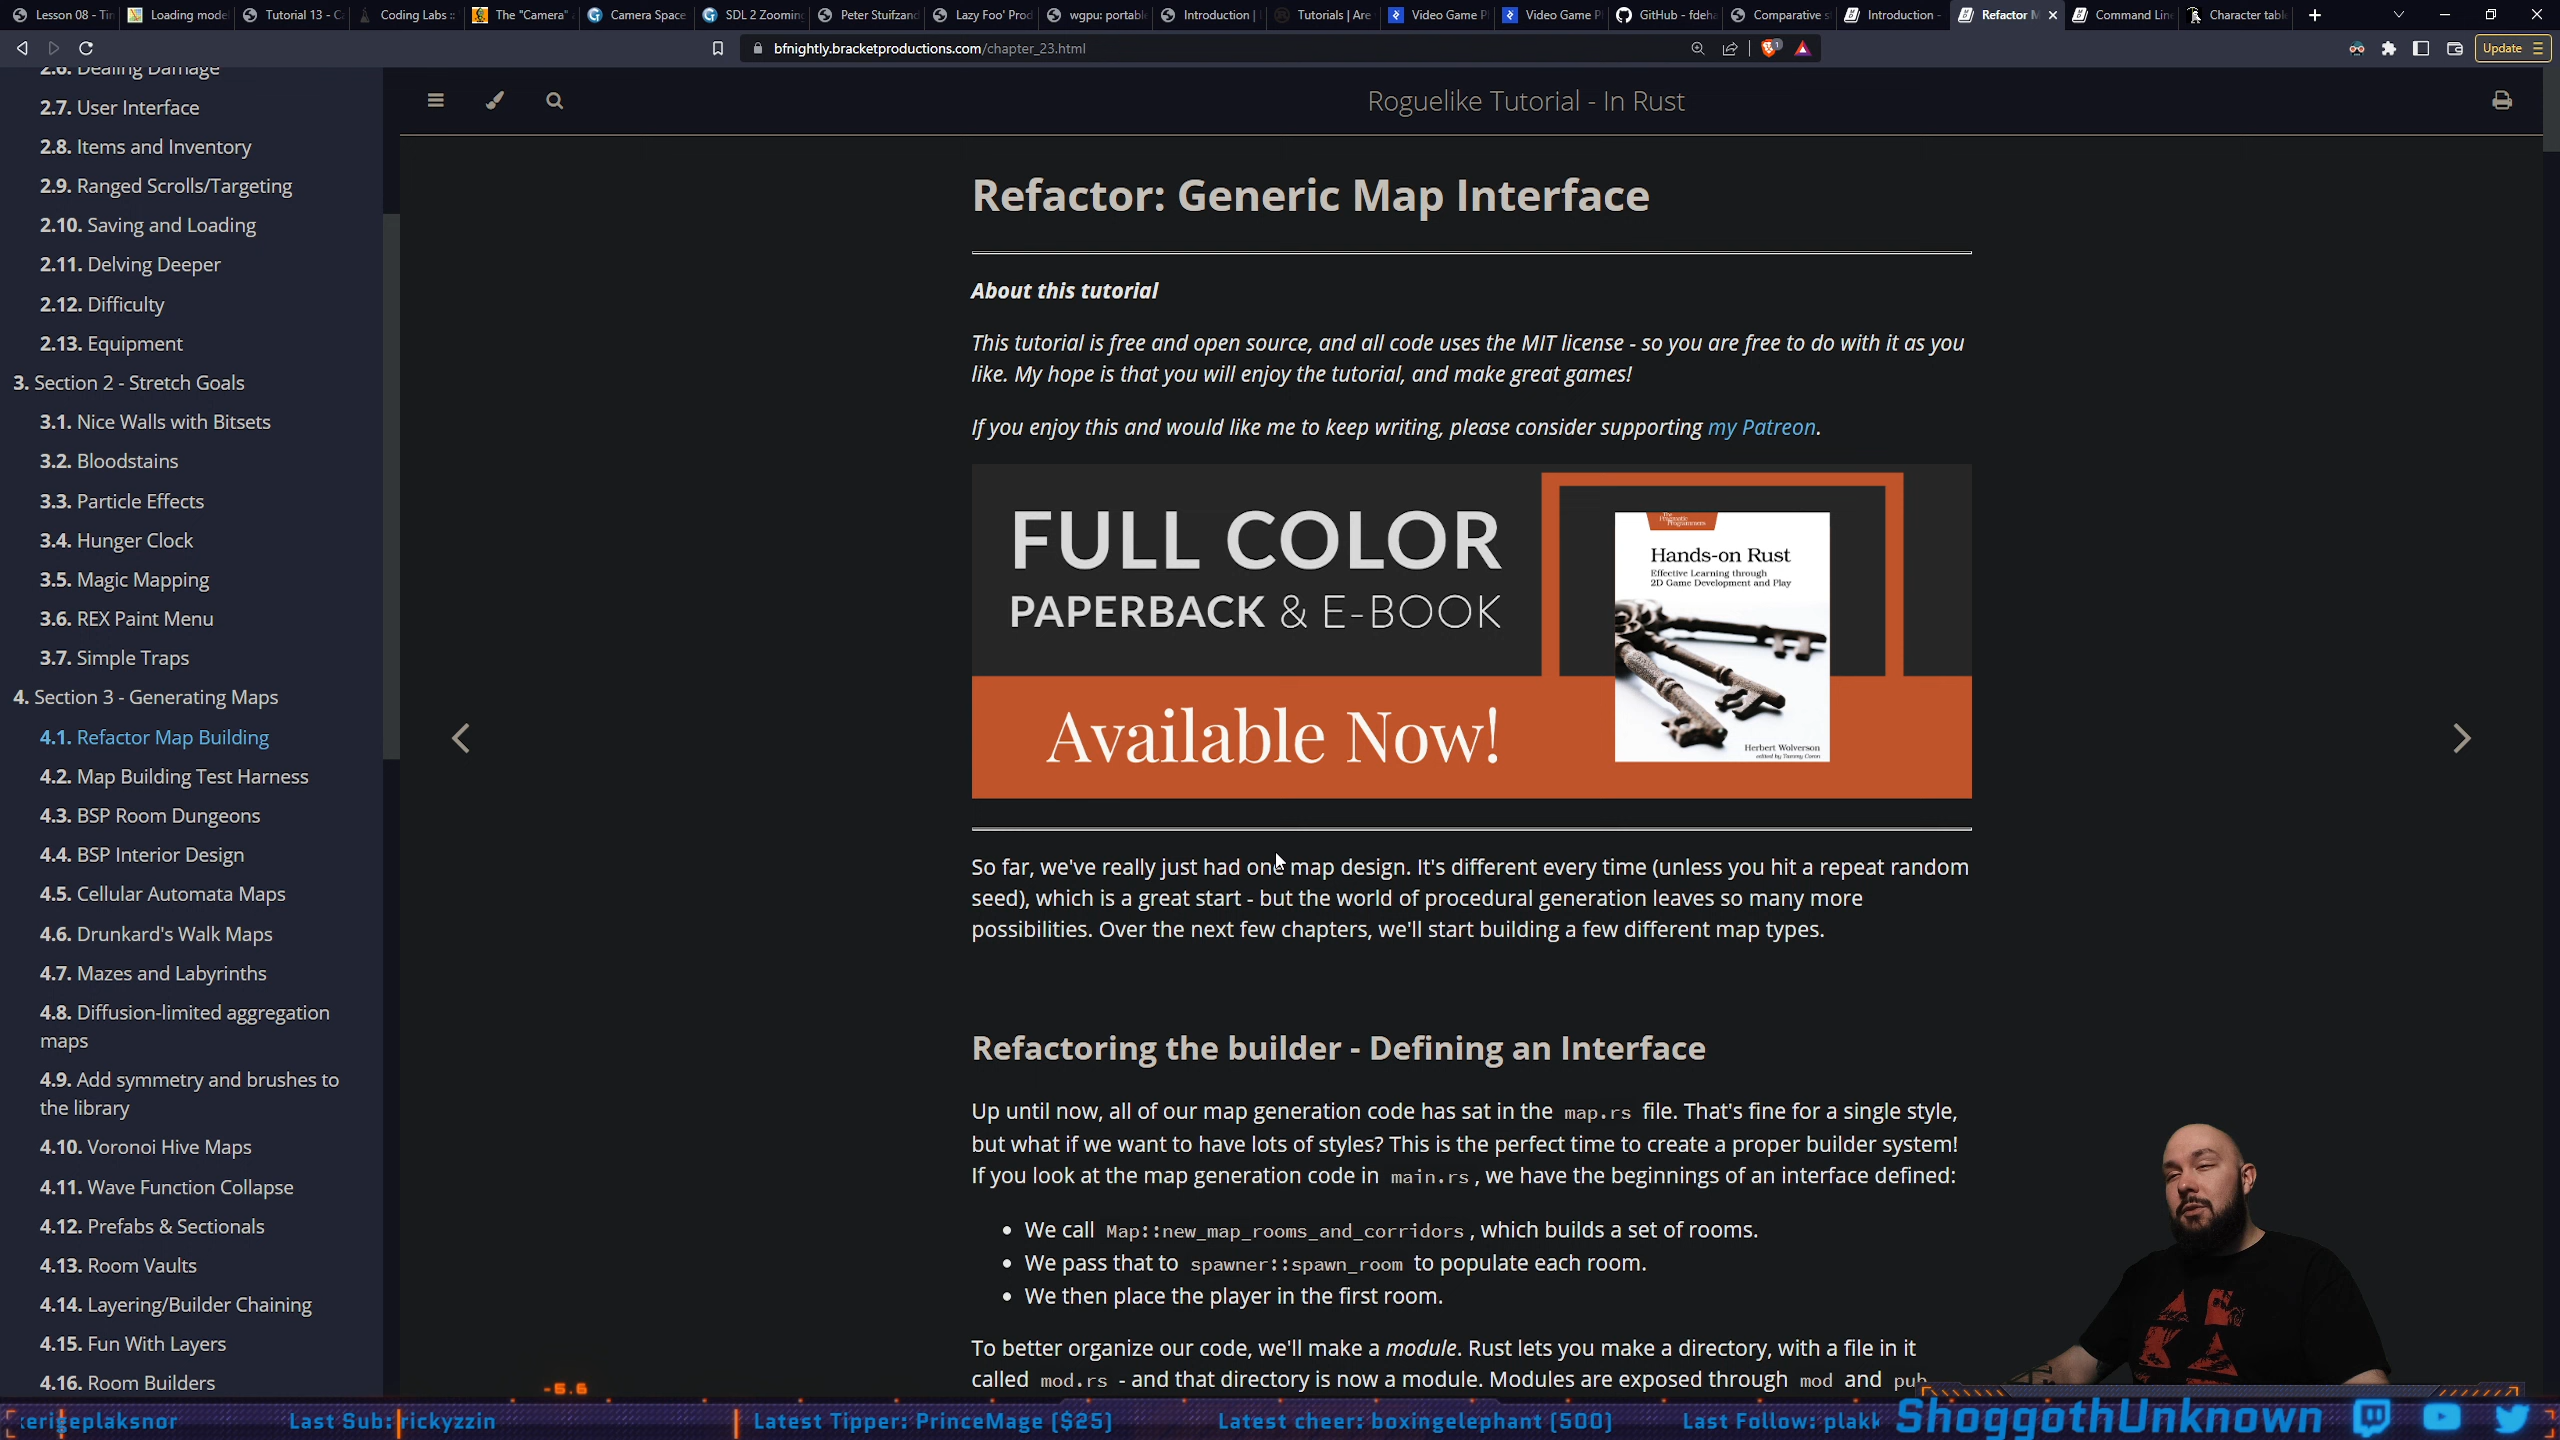 Lesson 08 - Tin
Loading mode
Tutorial 13 - C
Coding Labs ::
The "Camera"
Camera Space
SDL 2 Zooming
Peter Stuifzand
Lazy Foo' Prod
wgpu: portabl
Introduction |
Tutorials | Are
Video Game P
Video Game P
GitHub - fdeh
Comparative s
Introduction -
Refactor M
Command Lin
Character tabl
bfnightly.bracketproductions.com/chapter_23.html
Update
2.6. Dealing Damage
2.7. User Interface
2.8. Items and Inventory
2.9. Ranged Scrolls/Targeting
2.10. Saving and Loading
2.11. Delving Deeper
2.12. Difficulty
2.13. Equipment
3. Section 2 - Stretch Goals
3.1. Nice Walls with Bitsets
3.2. Bloodstains
3.3. Particle Effects
3.4. Hunger Clock
3.5. Magic Mapping
3.6. REX Paint Menu
3.7. Simple Traps
4. Section 3 - Generating Maps
4.1. Refactor Map Building
4.2. Map Building Test Harness
4.3. BSP Room Dungeons
4.4. BSP Interior Design
4.5. Cellular Automata Maps
4.6. Drunkard's Walk Maps
4.7. Mazes and Labyrinths
4.8. Diffusion-limited aggregation
maps
4.9. Add symmetry and brushes to
the library
4.10. Voronoi Hive Maps
4.11. Wave Function Collapse
4.12. Prefabs & Sectionals
4.13. Room Vaults
4.14. Layering/Builder Chaining
4.15. Fun With Layers
4.16. Room Builders
Roguelike Tutorial - In Rust
Refactor: Generic Map Interface
About this tutorial
This tutorial is free and open source, and all code uses the MIT license - so you are free to do with it as you
like. My hope is that you will enjoy the tutorial, and make great games!
If you enjoy this and would like me to keep writing, please consider supporting my Patreon.
FULL COLOR
PAPERBACK & E-BOOK
Available Now!
The
Pragmatic
Programmers
Hands-on Rust
Effective Learning through
2D Game Development and Play
Herbert Wolverson
edited by Tammy Coron
So far, we've really just had one map design. It's different every time (unless you hit a repeat random
seed), which is a great start - but the world of procedural generation leaves so many more
possibilities. Over the next few chapters, we'll start building a few different map types.
Refactoring the builder - Defining an Interface
Up until now, all of our map generation code has sat in the map.rs file. That's fine for a single style,
but what if we want to have lots of styles? This is the perfect time to create a proper builder system!
If you look at the map generation code in main.rs, we have the beginnings of an interface defined:
• We call Map::new_map_rooms_and_corridors, which builds a set of rooms.
• We pass that to spawner::spawn_room to populate each room.
• We then place the player in the first room.
To better organize our code, we'll make a module. Rust lets you make a directory, with a file in it
called mod.rs - and that directory is now a module. Modules are exposed through mod and pub
-5.6
kerigeplaksnor
Last Sub: rickyzzin
Latest Tipper: PrinceMage ($25)
Latest cheer: boxingelephant (500)
Last Follow: plakk
ShoggothUnknown